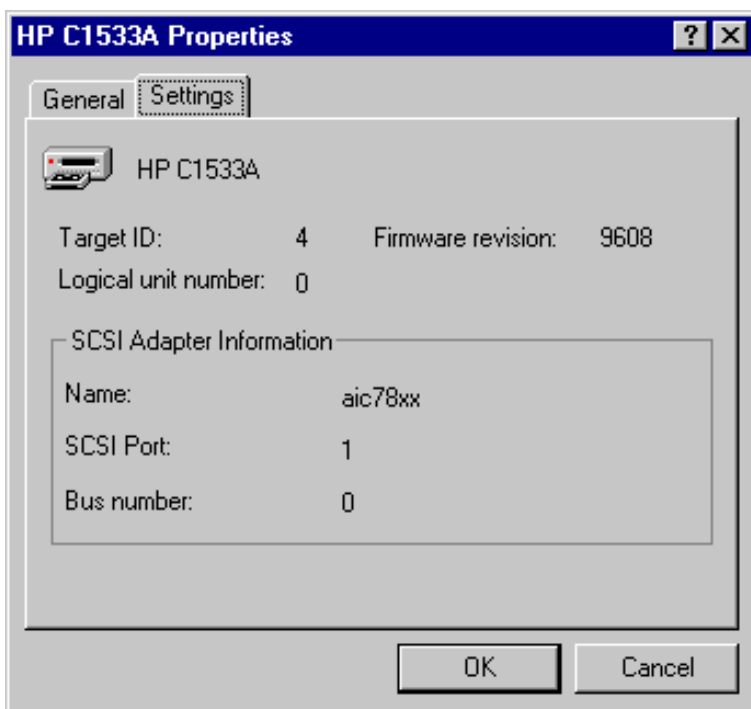 HP C1533A Properties
General Settings
HP C1533A
Target ID: 4 Firmware revision: 9608
Logical unit number: 0
SCSI Adapter Information
Name: aic78xx
SCSI Port: 1
Bus number: 0
OK Cancel